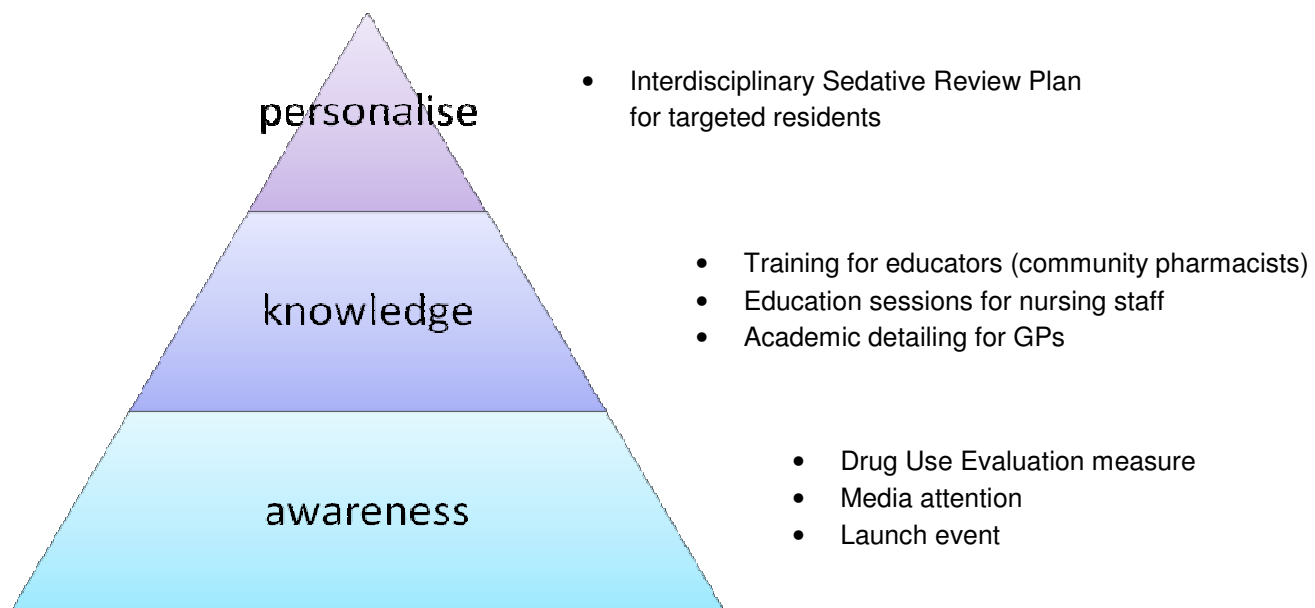 personalise
• Interdisciplinary Sedative Review Plan
for targeted residents
knowledge
• Training for educators (community pharmacists)
• Education sessions for nursing staff
• Academic detailing for GPs
awareness
• Drug Use Evaluation measure
• Media attention
• Launch event